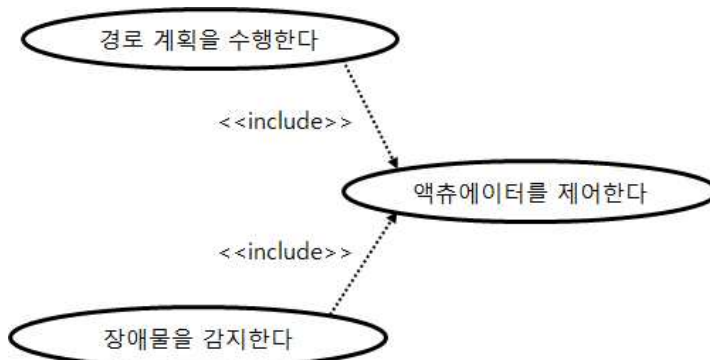 경로 계획을 수행한다
<<include>>
액츄에이터를 제어한다
<<include>>
장애물을 감지한다